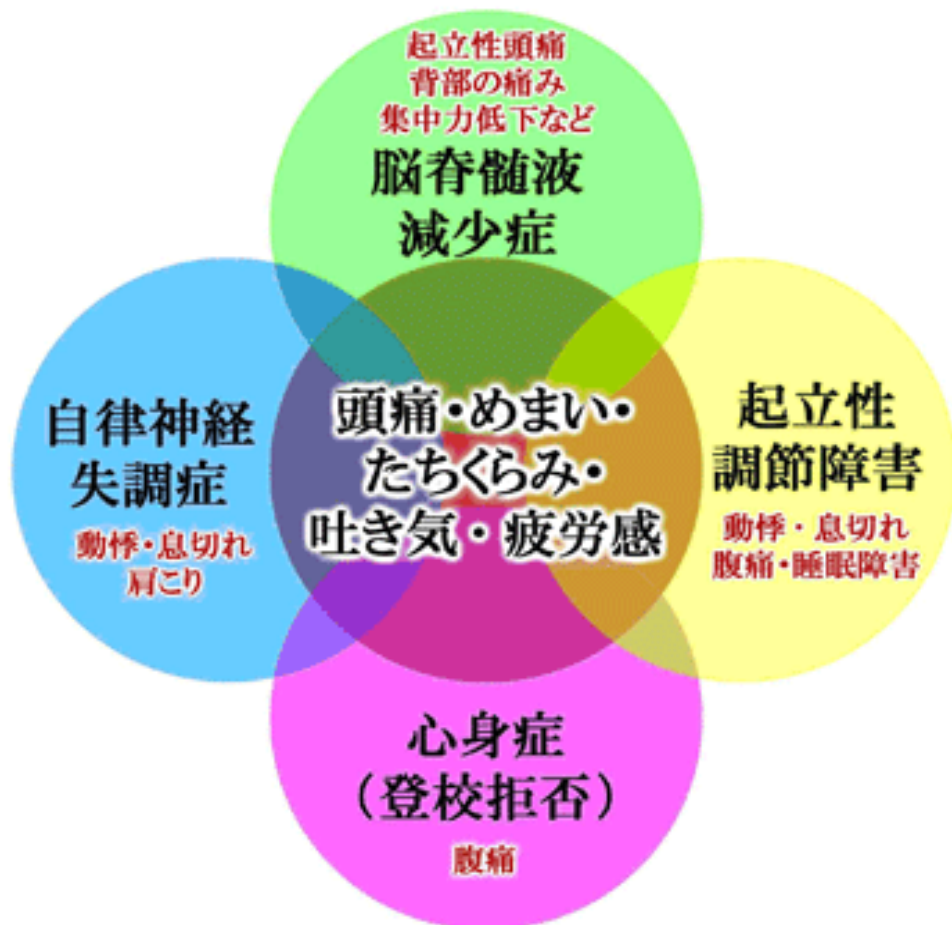 起立性頭痛
背部の痛み
集中力低下など
脳脊髄液
減少症
自律神経
失調症
動悸・息切れ
肩こり
頭痛・めまい・
たちくらみ・
吐き気・疲労感
起立性
調節障害
動悸・息切れ
腹痛・睡眠障害
心身症
（登校拒否）
腹痛